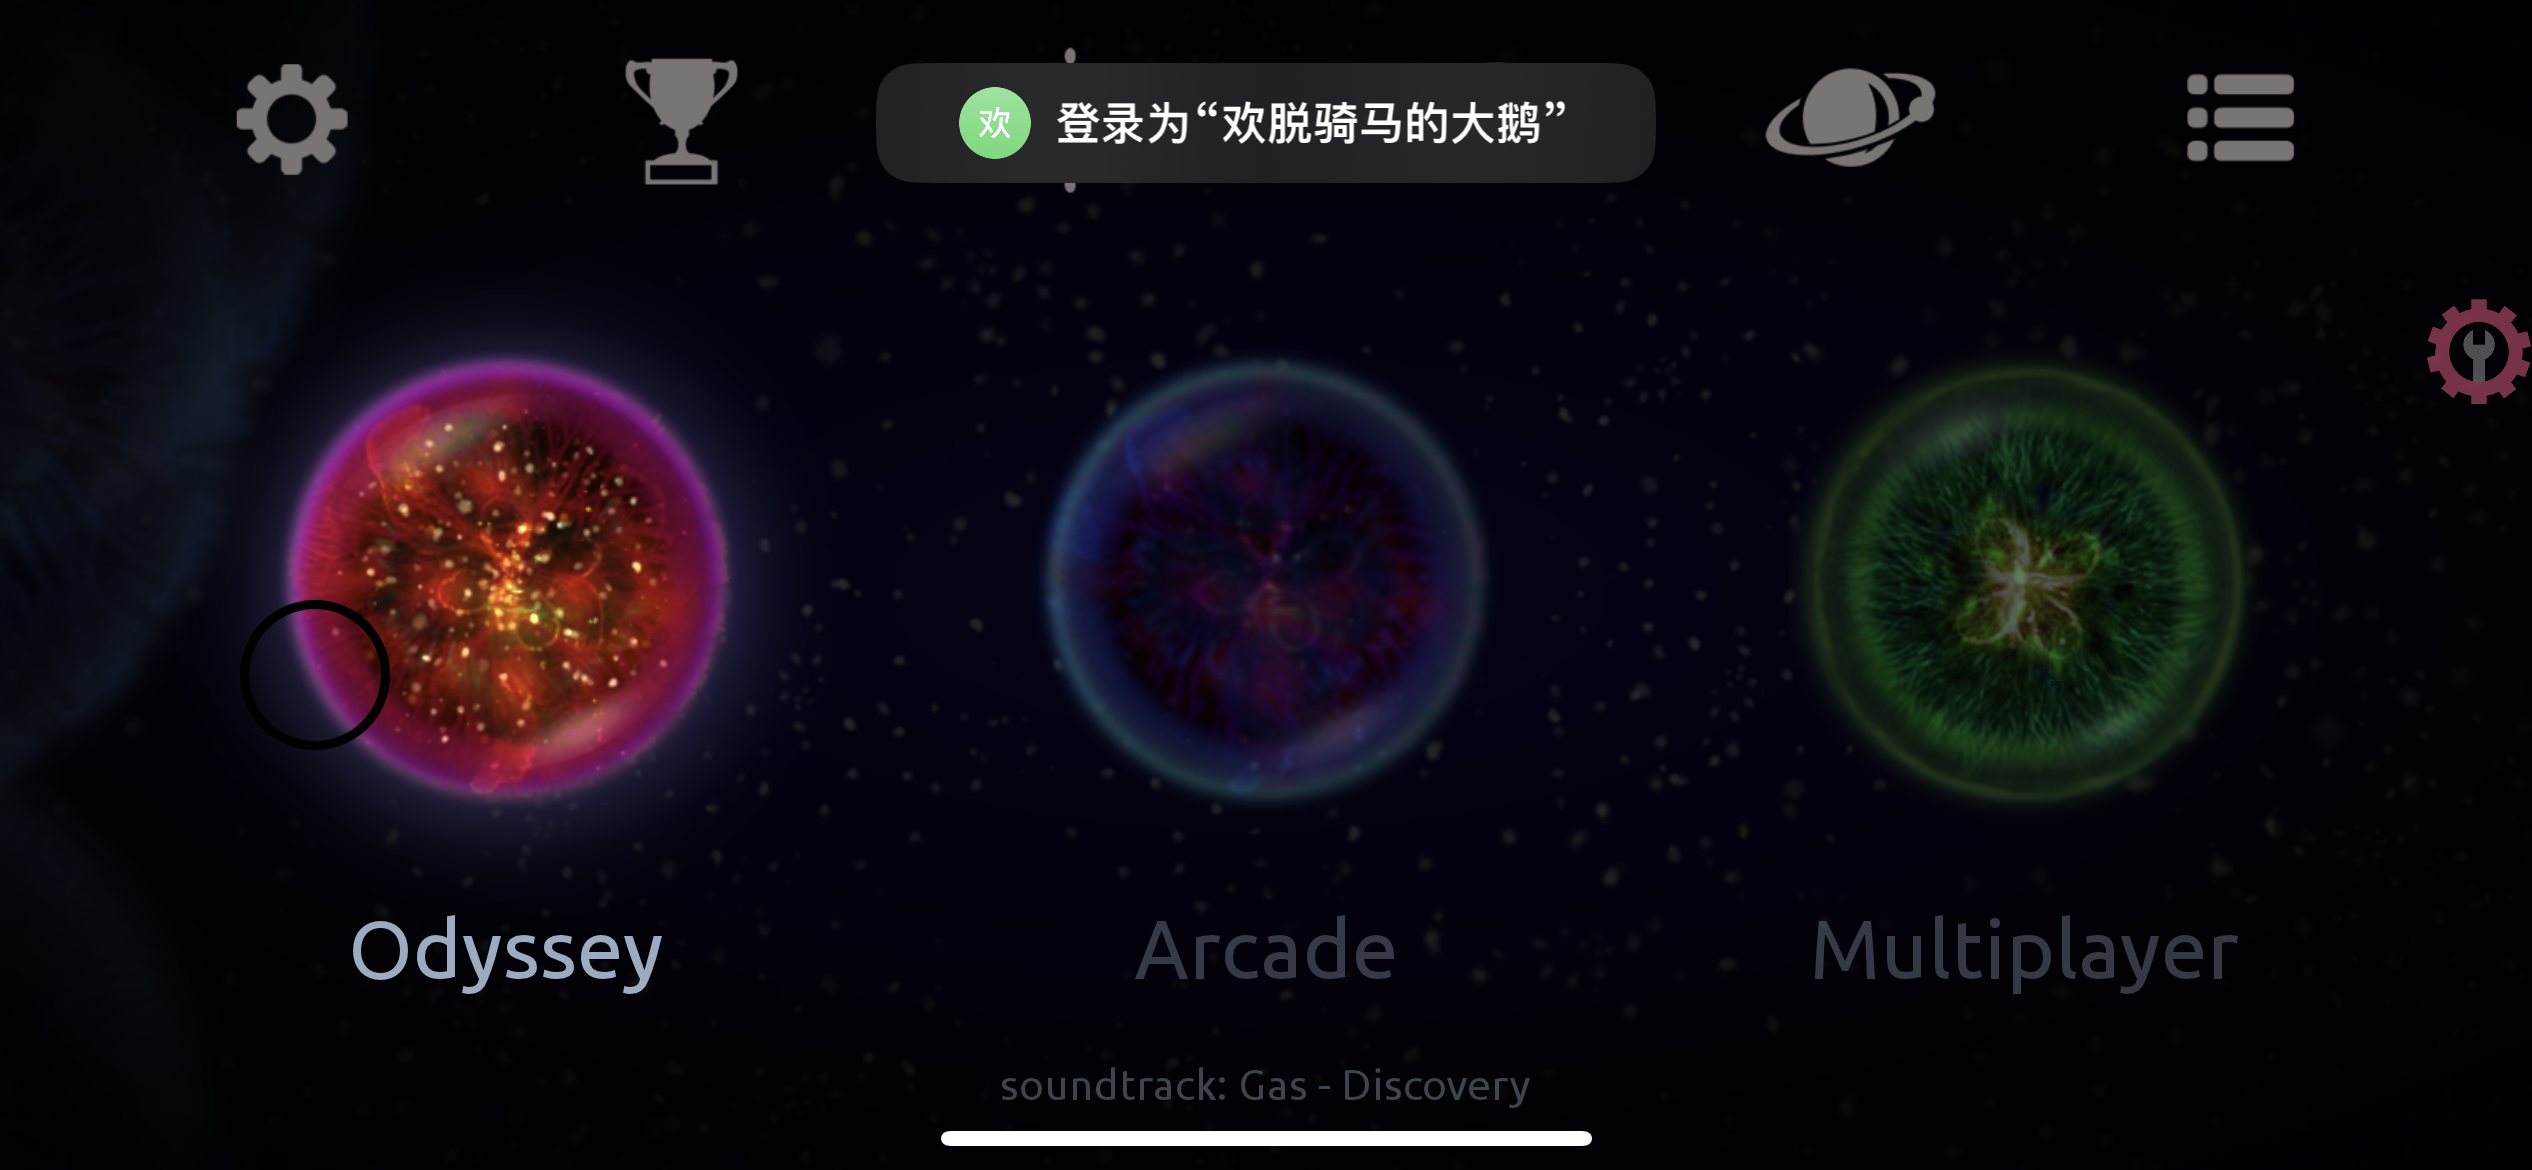 欢 登录为“欢脱骑马的大鹅”
Odyssey
Arcade
Multiplayer
soundtrack: Gas - Discovery